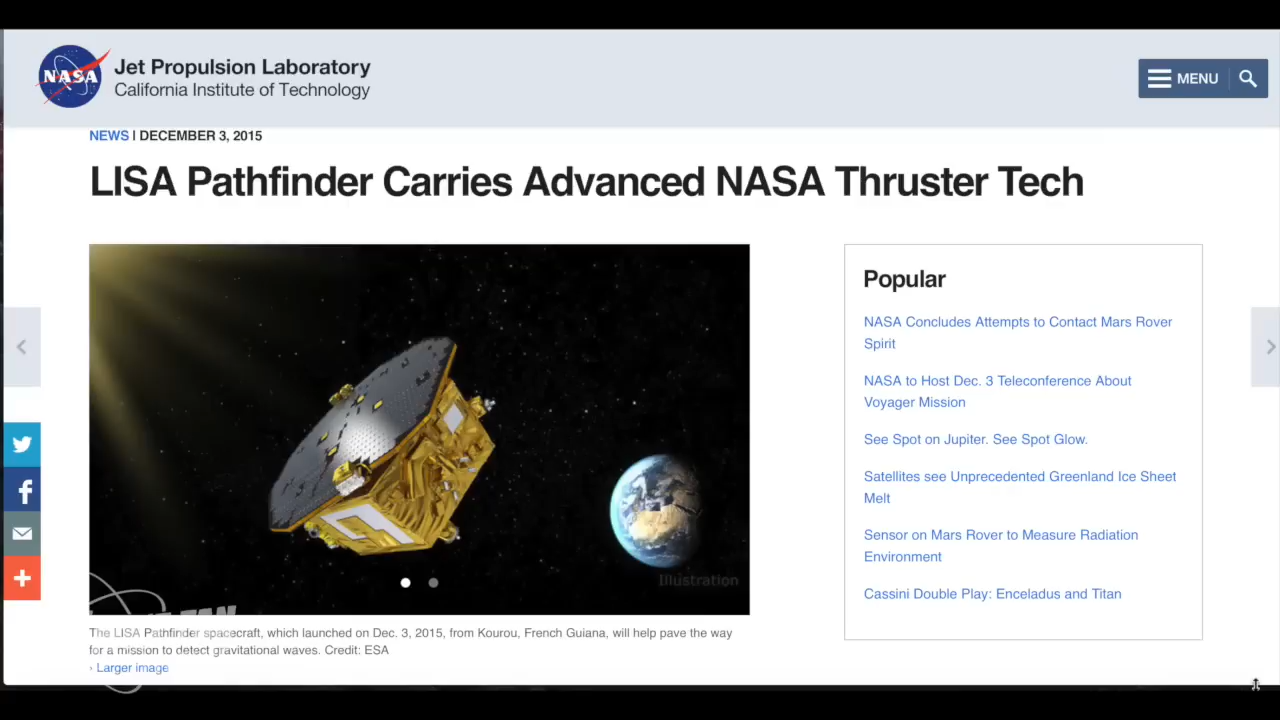 NASA
Jet Propulsion Laboratory
California Institute of Technology
MENU
NEWS | DECEMBER 3, 2015
LISA Pathfinder Carries Advanced NASA Thruster Tech
Illustration
The LISA Pathfinder spacecraft, which launched on Dec. 3, 2015, from Kourou, French Guiana, will help pave the way
for a mission to detect gravitational waves. Credit: ESA
› Larger image
Popular
NASA Concludes Attempts to Contact Mars Rover
Spirit
NASA to Host Dec. 3 Teleconference About
Voyager Mission
See Spot on Jupiter. See Spot Glow.
Satellites see Unprecedented Greenland Ice Sheet
Melt
Sensor on Mars Rover to Measure Radiation
Environment
Cassini Double Play: Enceladus and Titan